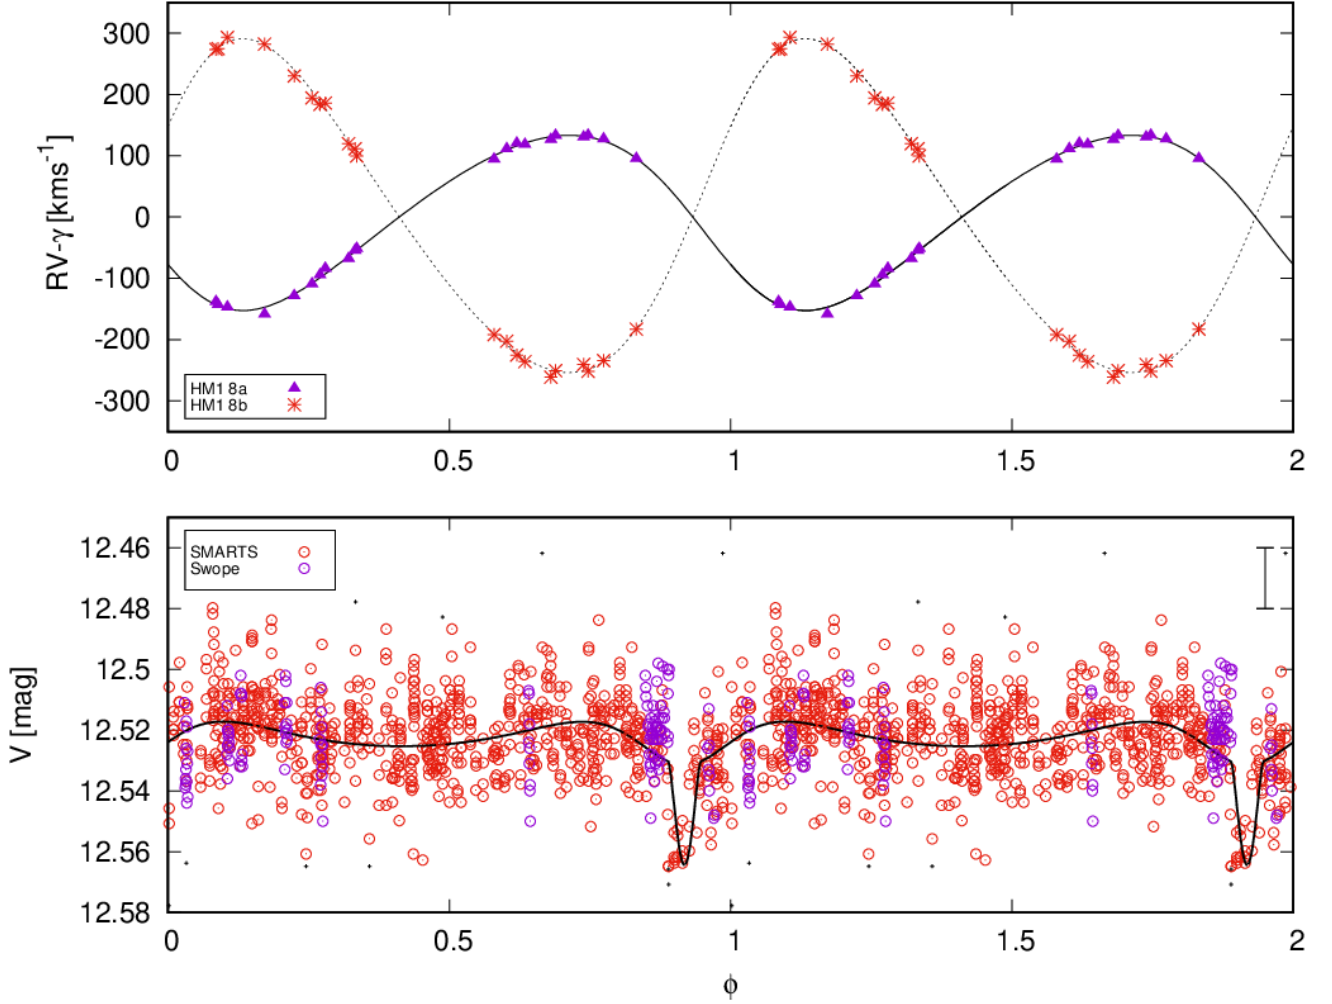 300
200
100
0
-100
-200
-300
RV-γ [kms⁻¹]
HM1 8a
HM1 8b
0 0.5 1 1.5 2
12.46
12.48
12.5
12.52
12.54
12.56
12.58
V [mag]
SMARTS
Swope
0 0.5 1 1.5 2
ϕ